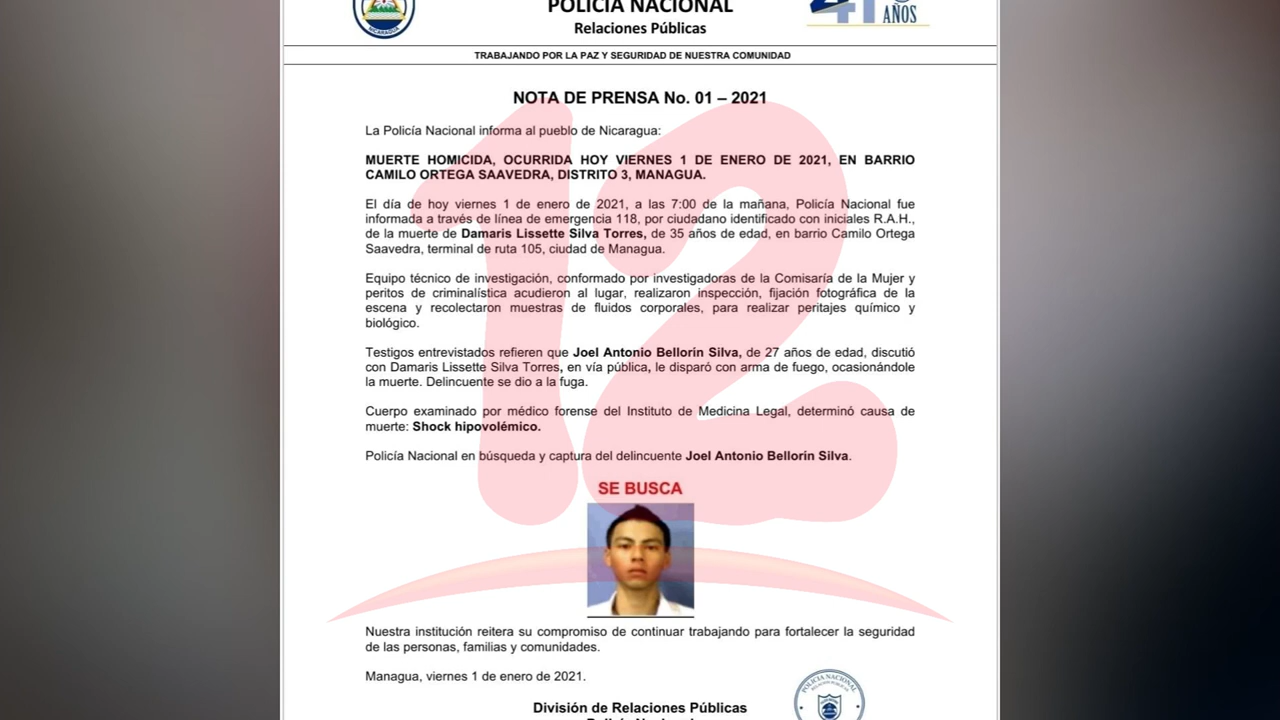 POLICÍA NACIONAL
Relaciones Públicas
41 AÑOS
NICARAGUA
TRABAJANDO POR LA PAZ Y SEGURIDAD DE NUESTRA COMUNIDAD
NOTA DE PRENSA No. 01 – 2021
La Policía Nacional informa al pueblo de Nicaragua:
MUERTE HOMICIDA, OCURRIDA HOY VIERNES 1 DE ENERO DE 2021, EN BARRIO
CAMILO ORTEGA SAAVEDRA, DISTRITO 3, MANAGUA.
El día de hoy viernes 1 de enero de 2021, a las 7:00 de la mañana, Policía Nacional fue
informada a través de línea de emergencia 118, por ciudadano identificado con iniciales R.A.H.,
de la muerte de Damaris Lissette Silva Torres, de 35 años de edad, en barrio Camilo Ortega
Saavedra, terminal de ruta 105, ciudad de Managua.
Equipo técnico de investigación, conformado por investigadoras de la Comisaría de la Mujer y
peritos de criminalística acudieron al lugar, realizaron inspección, fijación fotográfica de la
escena y recolectaron muestras de fluidos corporales, para realizar peritajes químico y
biológico.
Testigos entrevistados refieren que Joel Antonio Bellorín Silva, de 27 años de edad, discutió
con Damaris Lissette Silva Torres, en vía pública, le disparó con arma de fuego, ocasionándole
la muerte. Delincuente se dio a la fuga.
Cuerpo examinado por médico forense del Instituto de Medicina Legal, determinó causa de
muerte: Shock hipovolémico.
Policía Nacional en búsqueda y captura del delincuente Joel Antonio Bellorín Silva.
12
SE BUSCA
Nuestra institución reitera su compromiso de continuar trabajando para fortalecer la seguridad
de las personas, familias y comunidades.
Managua, viernes 1 de enero de 2021.
POLICÍA NACIONAL
RELACIONES PÚBLICAS
División de Relaciones Públicas